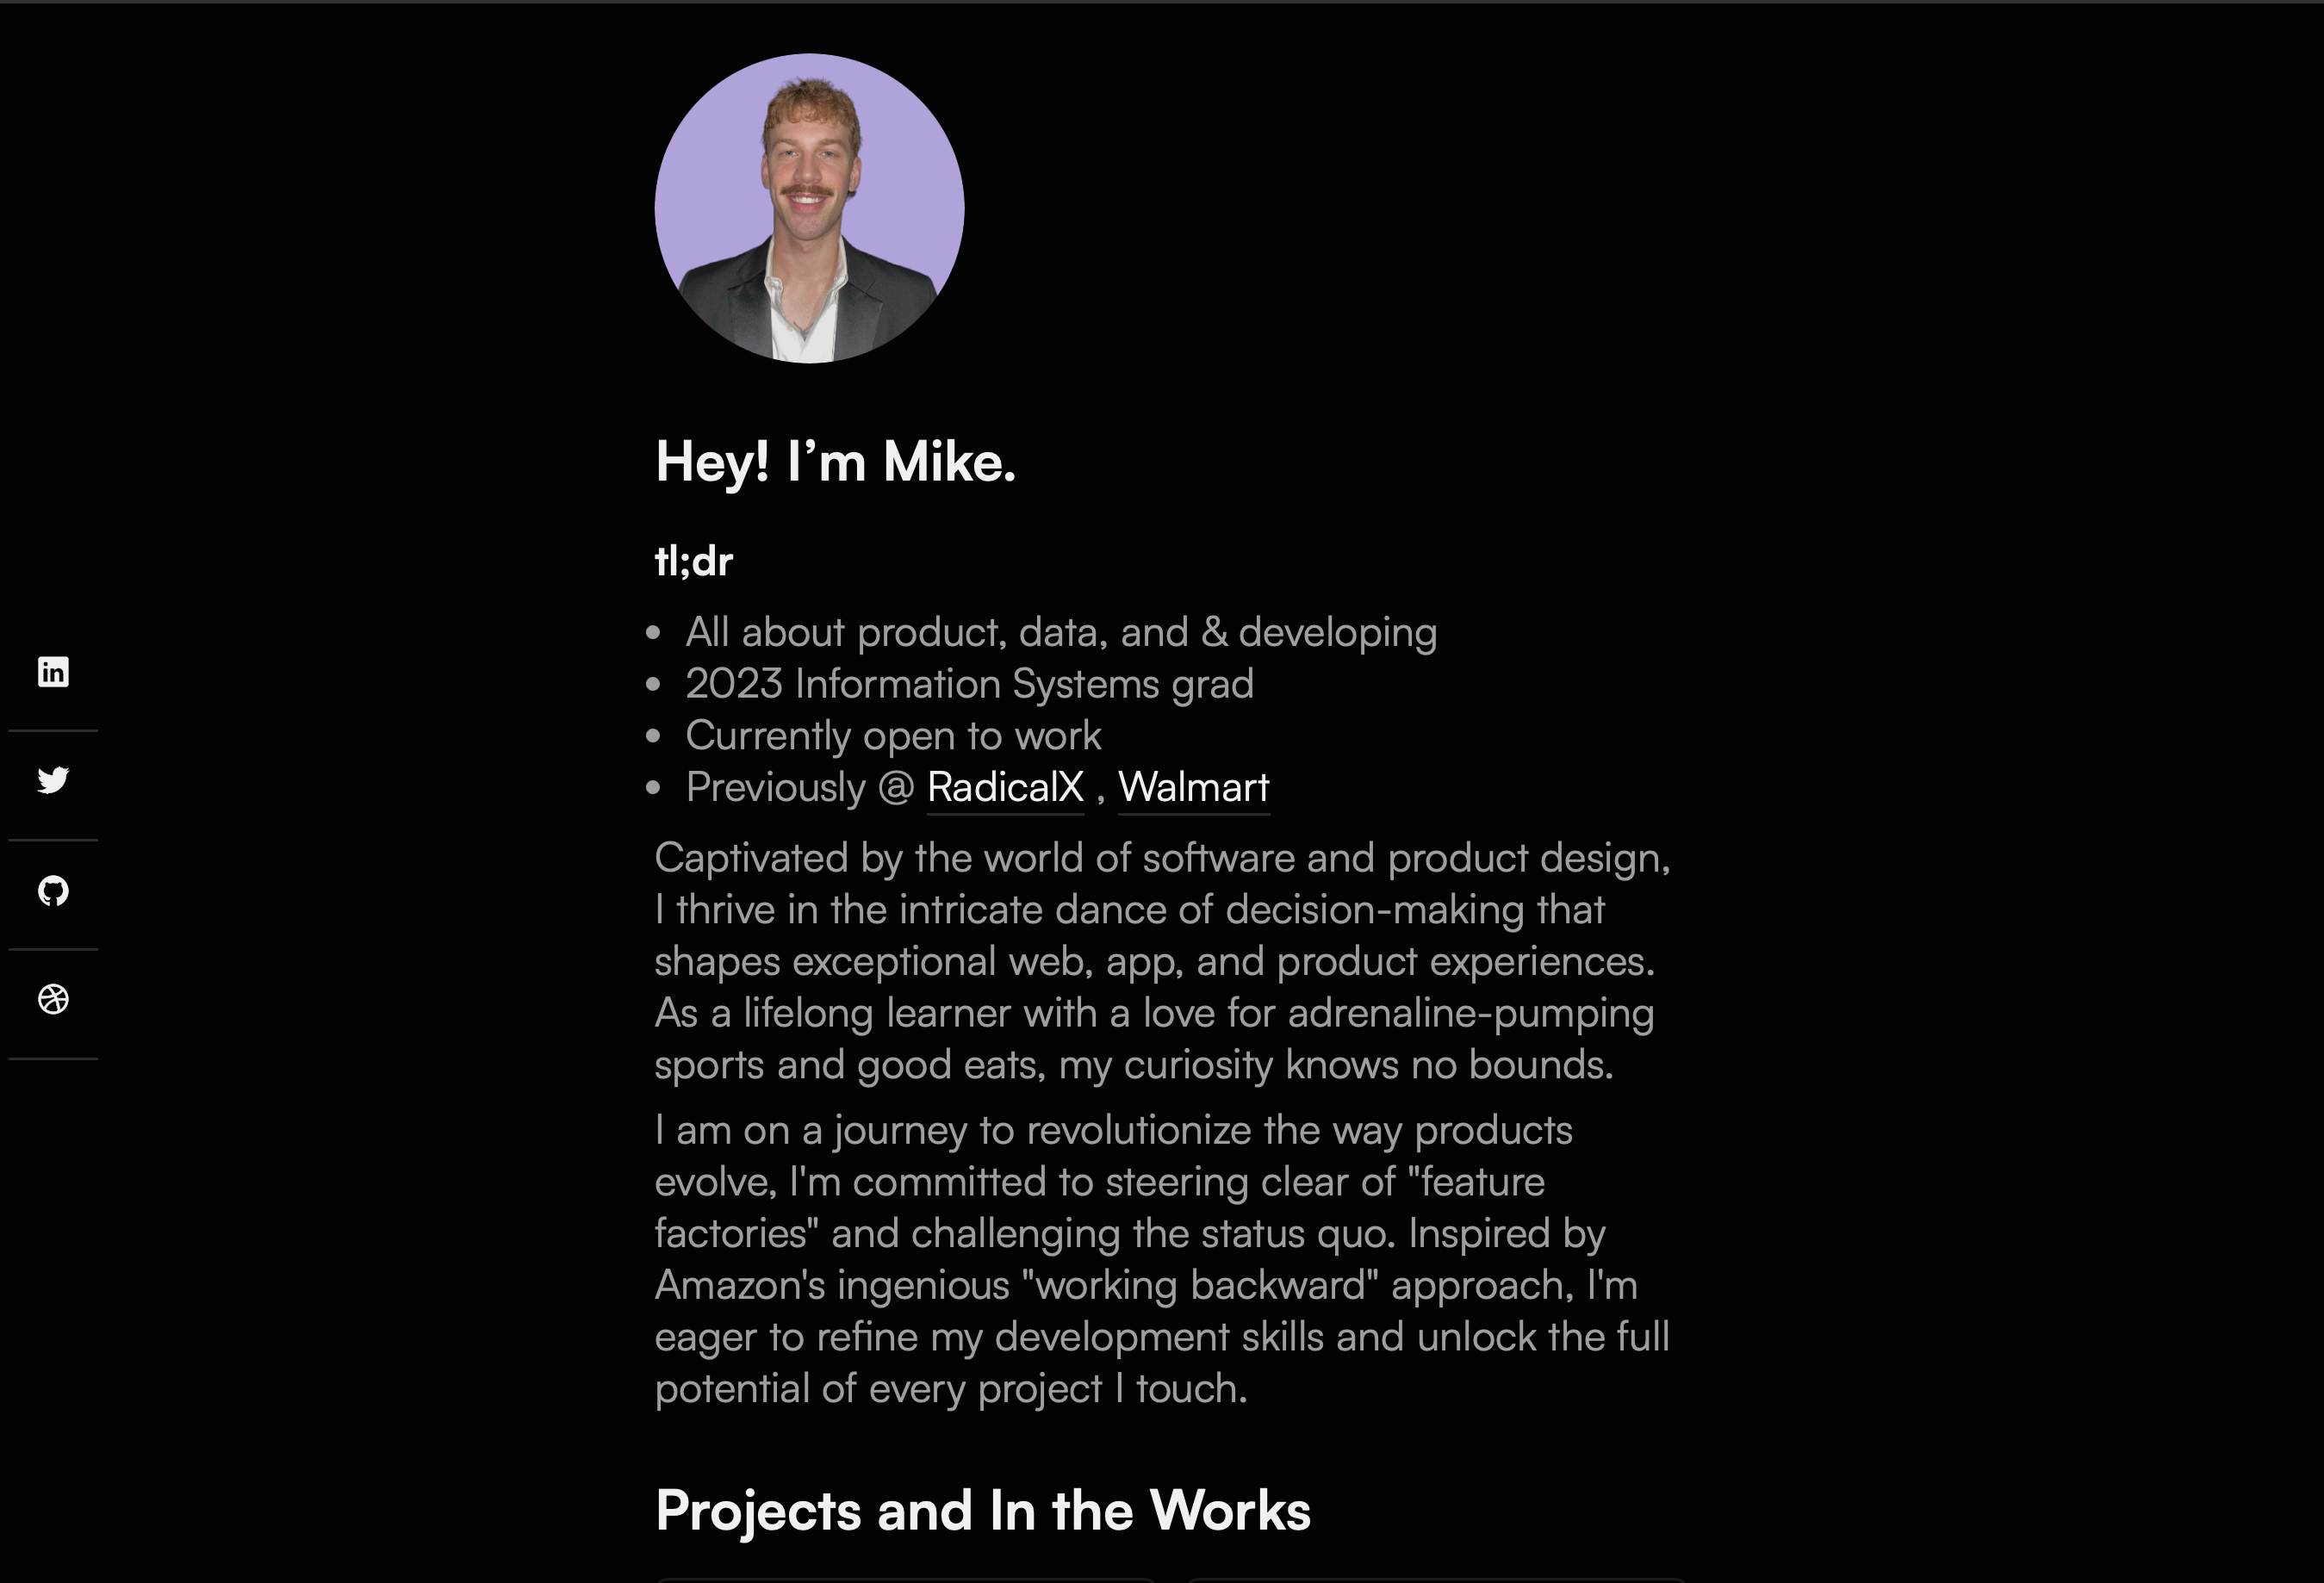 Hey! I’m Mike.
tl;dr
All about product, data, and & developing
2023 Information Systems grad
Currently open to work
Previously @ RadicalX , Walmart
Captivated by the world of software and product design,
I thrive in the intricate dance of decision-making that
shapes exceptional web, app, and product experiences.
As a lifelong learner with a love for adrenaline-pumping
sports and good eats, my curiosity knows no bounds.
I am on a journey to revolutionize the way products
evolve, I'm committed to steering clear of "feature
factories" and challenging the status quo. Inspired by
Amazon's ingenious "working backward" approach, I'm
eager to refine my development skills and unlock the full
potential of every project I touch.
Projects and In the Works
in